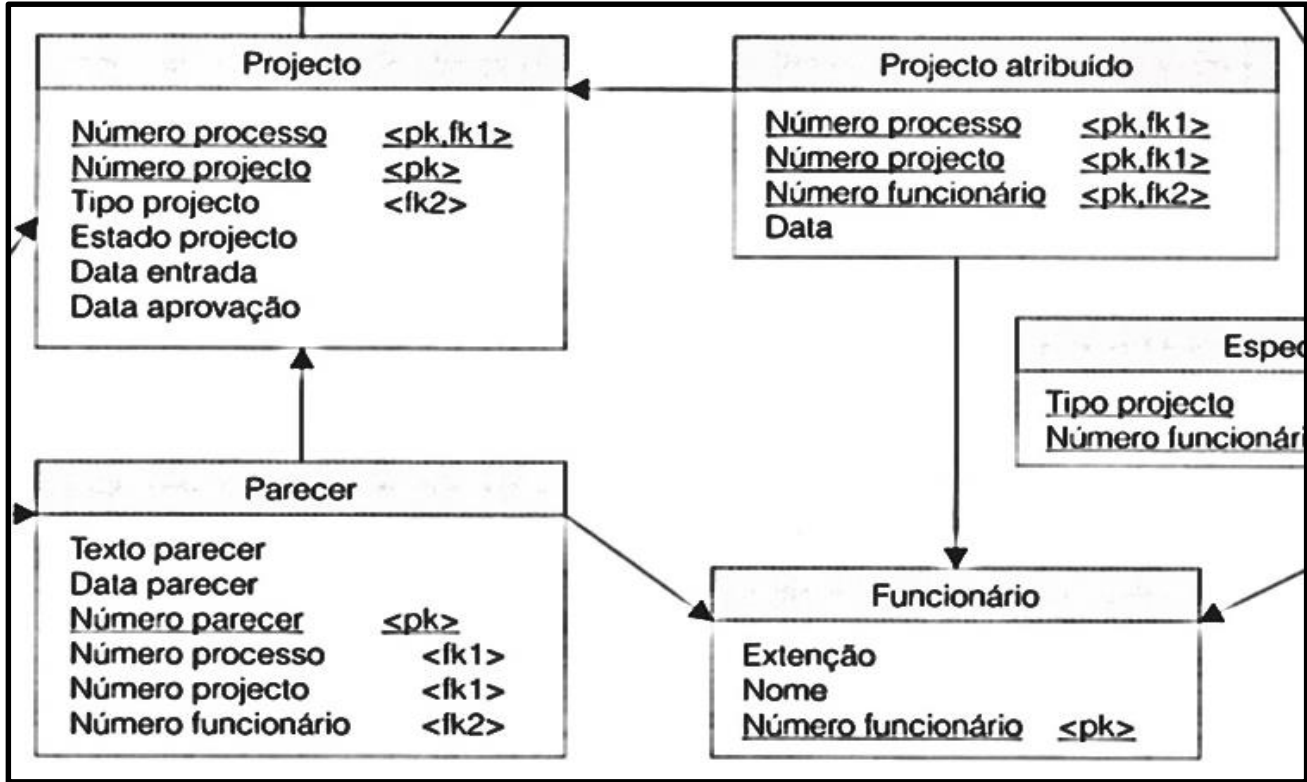 Projecto
Número processo <pk,fk1>
Número projecto <pk>
Tipo projecto <fk2>
Estado projecto
Data entrada
Data aprovação
Projecto atribuído
Número processo <pk,fk1>
Número projecto <pk,fk1>
Número funcionário <pk,fk2>
Data
Tipo projecto
Parecer
Texto parecer
Data parecer
Número parecer <pk>
Número processo <fk1>
Número projecto <fk1>
Número funcionário <fk2>
Funcionário
Extenção
Nome
Número funcionário <pk>